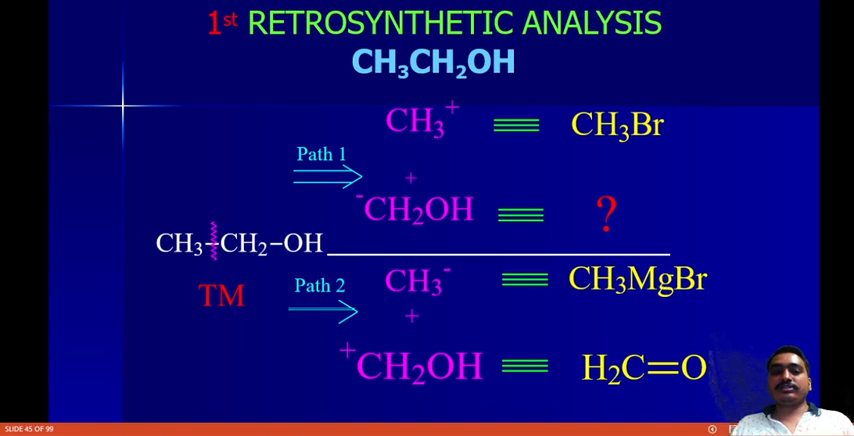 1st RETROSYNTHETIC ANALYSIS
CH₃CH₂OH
CH₃⁺ ≡ CH₃Br
Path 1
+
⁻CH₂OH ≡ ?
CH₃–CH₂–OH
TM
Path 2
CH₃⁻ ≡ CH₃MgBr
+
⁺CH₂OH ≡ H₂C=O
SLIDE 45 OF 99